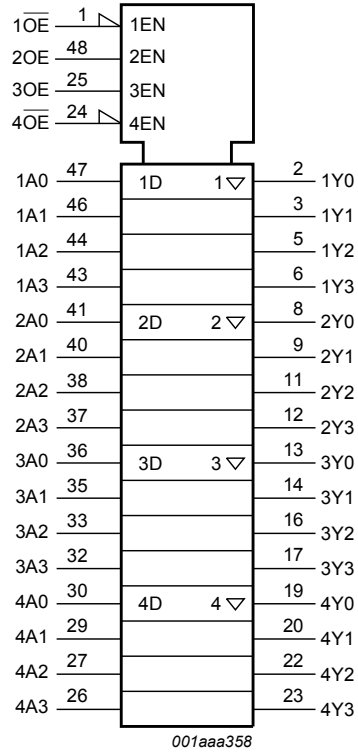 1O̅E̅ 1 1EN
2OE 48 2EN
3OE 25 3EN
4O̅E̅ 24 4EN
1A0 47 1D 1▽ 2 1Y0
1A1 46 3 1Y1
1A2 44 5 1Y2
1A3 43 6 1Y3
2A0 41 2D 2▽ 8 2Y0
2A1 40 9 2Y1
2A2 38 11 2Y2
2A3 37 12 2Y3
3A0 36 3D 3▽ 13 3Y0
3A1 35 14 3Y1
3A2 33 16 3Y2
3A3 32 17 3Y3
4A0 30 4D 4▽ 19 4Y0
4A1 29 20 4Y1
4A2 27 22 4Y2
4A3 26 23 4Y3
001aaa358